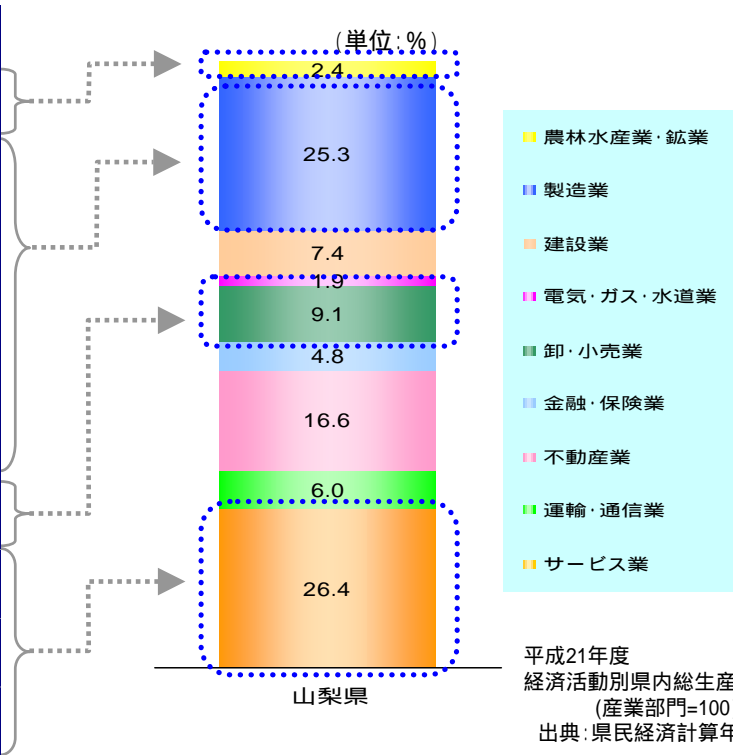 (単位:%)
2.4
25.3
7.4
1.9
9.1
4.8
16.6
6.0
26.4
山梨県
農林水産業・鉱業
製造業
建設業
電気・ガス・水道業
卸・小売業
金融・保険業
不動産業
運輸・通信業
サービス業
平成21年度
経済活動別県内総生産
(産業部門=100
出典:県民経済計算年